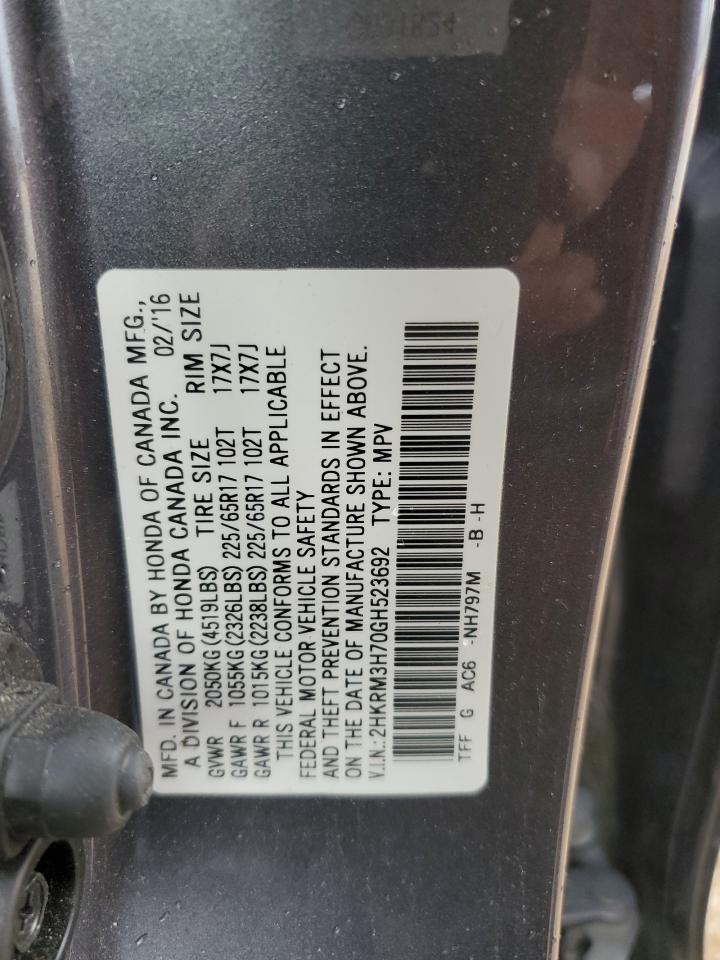 MFD. IN CANADA BY HONDA OF CANADA MFG.,
A DIVISION OF HONDA CANADA INC. 02/'16
GVWR 2050KG (4519LBS) TIRE SIZE RIM SIZE
GAWR F 1055KG (2326LBS) 225/65R17 102T 17X7J
GAWR R 1015KG (2238LBS) 225/65R17 102T 17X7J
THIS VEHICLE CONFORMS TO ALL APPLICABLE
FEDERAL MOTOR VEHICLE SAFETY
AND THEFT PREVENTION STANDARDS IN EFFECT
ON THE DATE OF MANUFACTURE SHOWN ABOVE.
V.I.N.: 2HKRM3H70GH523692 TYPE: MPV
TFF G AC6 -NH797M -B -H